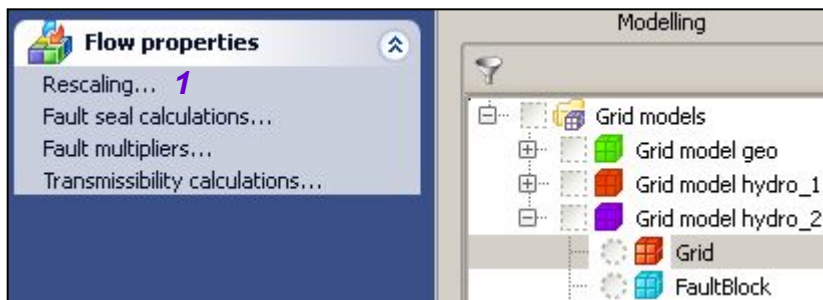 Flow properties
Rescaling... 1
Fault seal calculations...
Fault multipliers...
Transmissibility calculations...
Modelling
Grid models
Grid model geo
Grid model hydro_1
Grid model hydro_2
Grid
FaultBlock